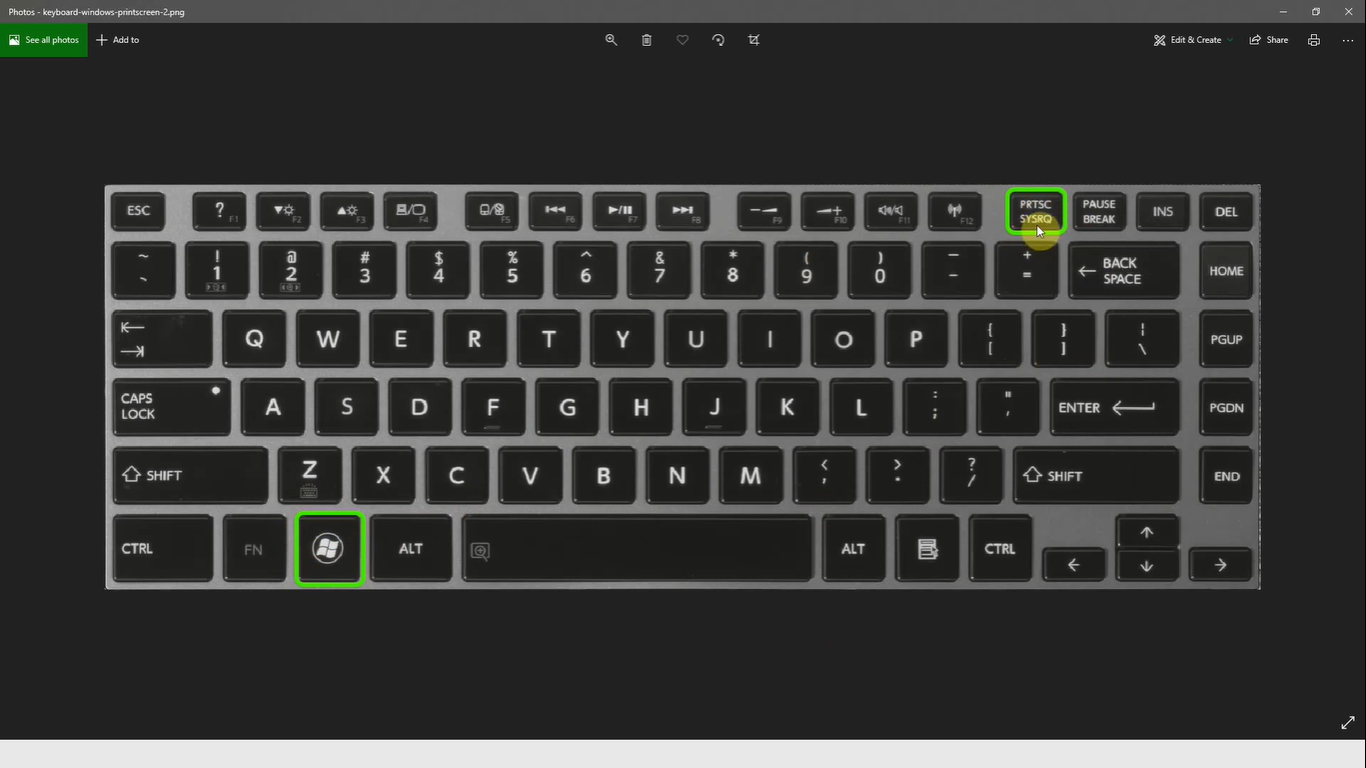 Photos - keyboard-windows-printscreen-2.png
See all photos
Add to
Edit & Create
Share
ESC
? F1
F2
F3
F4
F5
F6
F7
F8
F9
F10
F11
F12
PRTSC
SYSRQ
PAUSE
BREAK
INS
DEL
~
`
!
1
@
2
#
3
$
4
%
5
^
6
&
7
*
8
(
9
)
0
–
-
+
=
← BACK
SPACE
HOME
Q
W
E
R
T
Y
U
I
O
P
{
[
}
]
¦
\
PGUP
CAPS
LOCK
A
S
D
F
G
H
J
K
L
:
;
"
'
ENTER
PGDN
SHIFT
Z
X
C
V
B
N
M
<
,
>
.
?
/
SHIFT
END
CTRL
FN
ALT
ALT
CTRL
←
↑
↓
→